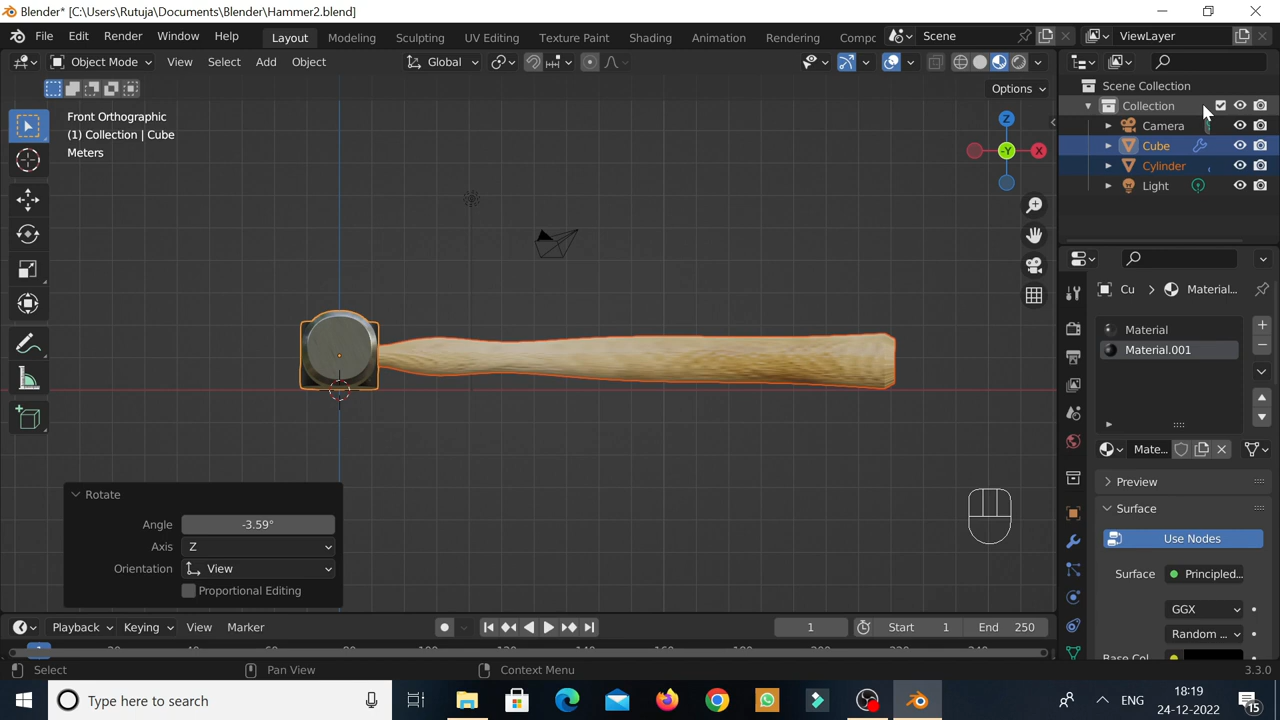 Blender* [C:\Users\Rutuja\Documents\Blender\Hammer2.blend]
File Edit Render Window Help Layout Modeling Sculpting UV Editing Texture Paint Shading Animation Rendering Compc Scene ViewLayer
Object Mode View Select Add Object Global
Options
Front Orthographic
(1) Collection | Cube
Meters
Z
-Y
X
Rotate
Angle -3.59°
Axis Z
Orientation View
Proportional Editing
Scene Collection
Collection
Camera
Cube
Cylinder
Light
Cu Material...
Material
Material.001
Mate...
Preview
Surface
Use Nodes
Surface Principled...
GGX
Random ...
Base Col
Playback Keying View Marker 1 Start 1 End 250
1
Select Pan View Context Menu 3.3.0
Type here to search
ENG
18:19
24-12-2022
15